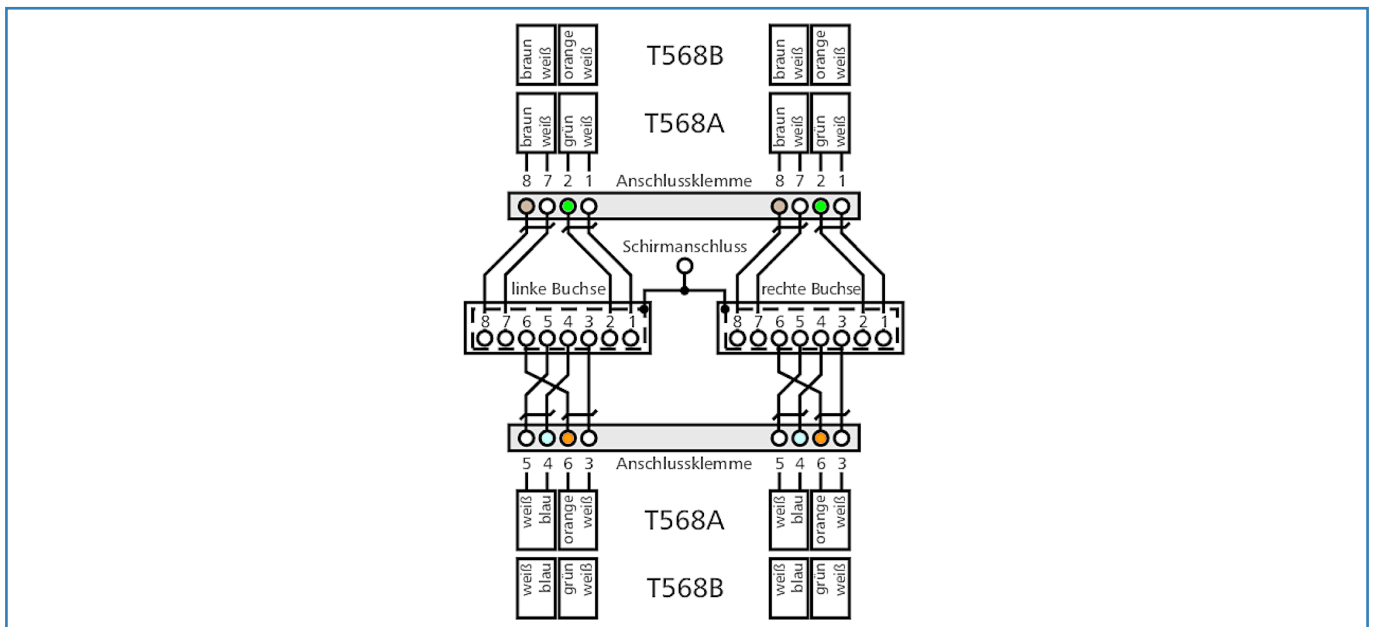 braun weiß orange weiß T568B braun weiß orange weiß
braun weiß grün weiß T568A braun weiß grün weiß
8 7 2 1 Anschlussklemme 8 7 2 1
Schirmanschluss
linke Buchse rechte Buchse
8 7 6 5 4 3 2 1 8 7 6 5 4 3 2 1
5 4 6 3 Anschlussklemme 5 4 6 3
weiß blau orange weiß T568A weiß blau orange weiß
weiß blau grün weiß T568B weiß blau grün weiß